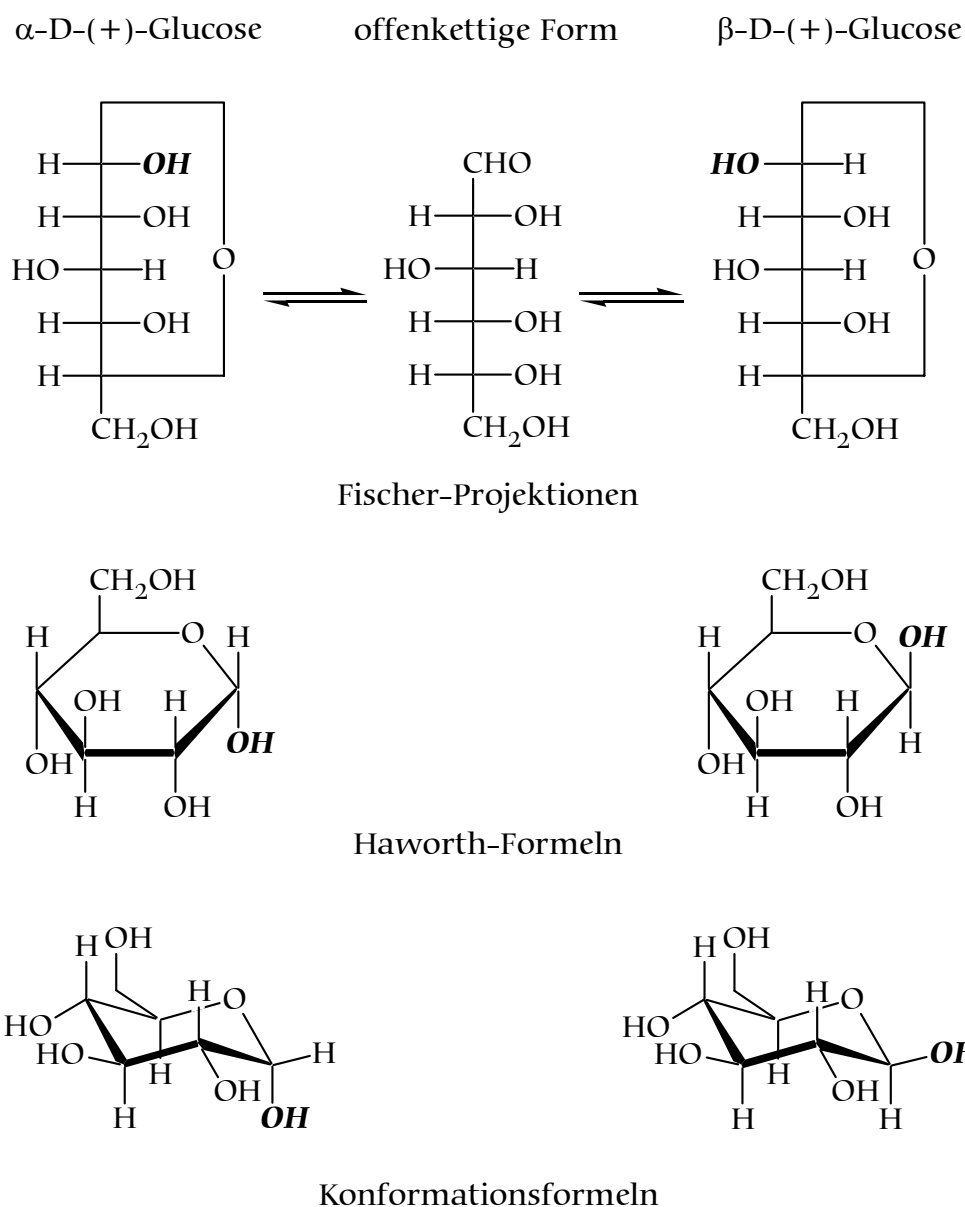 α-D-(+)-Glucose offenkettige Form β-D-(+)-Glucose
H OH CHO HO H
H OH H OH H OH
HO H O HO H HO H O
H OH H OH H OH
H H OH H
CH₂OH CH₂OH CH₂OH
Fischer-Projektionen
CH₂OH CH₂OH
H O H H O OH
OH H OH H
OH OH OH H
H OH H OH
Haworth-Formeln
H OH H OH
H O H O
HO HO
HO H H HO H OH
OH OH
H OH H H
Konformationsformeln